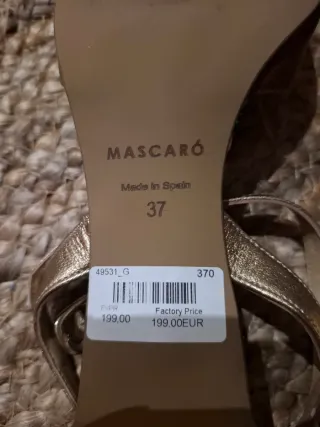 MASCARÓ
Made in Spain
37
49531_G 370
Factory Price
199,00 199,00EUR